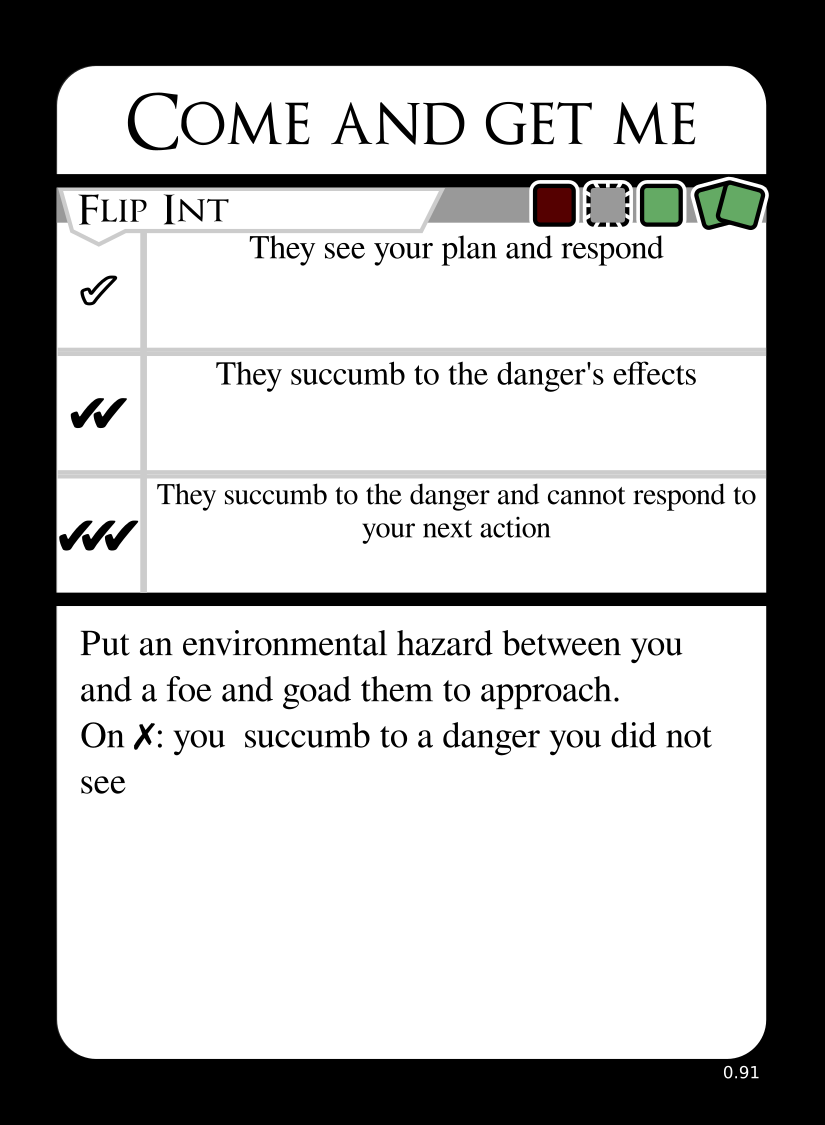 COME AND GET ME
FLIP INT
They see your plan and respond
✓
They succumb to the danger's effects
✔✔
They succumb to the danger and cannot respond to
your next action
✔✔✔
Put an environmental hazard between you
and a foe and goad them to approach.
On ✗: you  succumb to a danger you did not
see
0.91